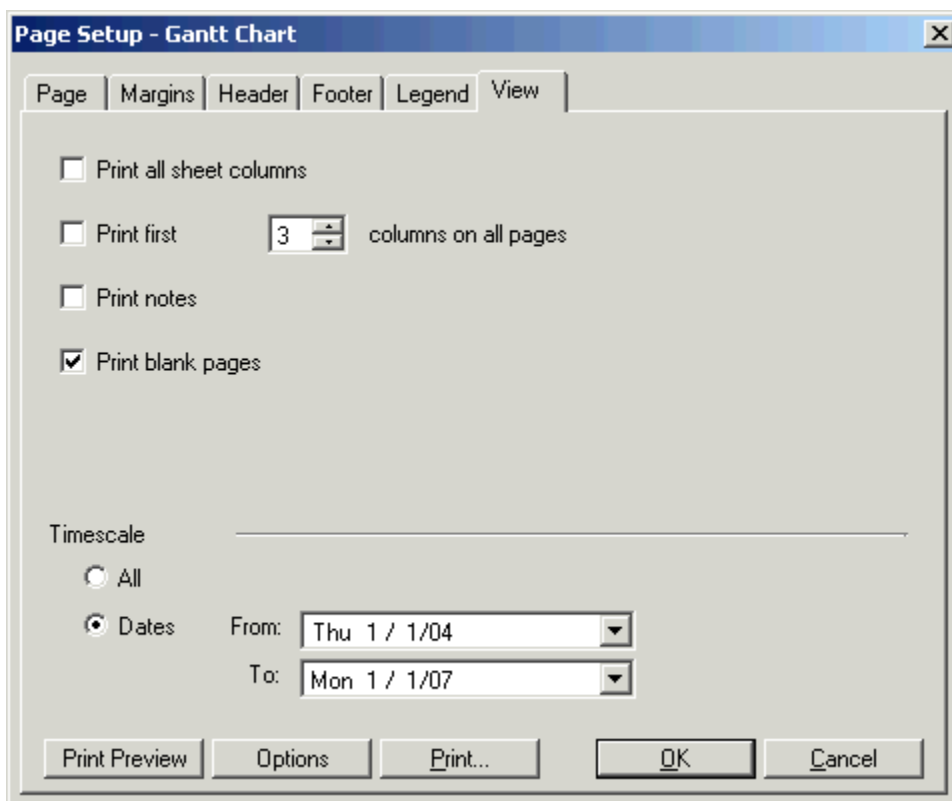 Page Setup - Gantt Chart
Page Margins Header Footer Legend View
Print all sheet columns
Print first 3 columns on all pages
Print notes
Print blank pages
Timescale
All
Dates From: Thu 1 / 1/04
To: Mon 1 / 1/07
Print Preview Options Print... OK Cancel